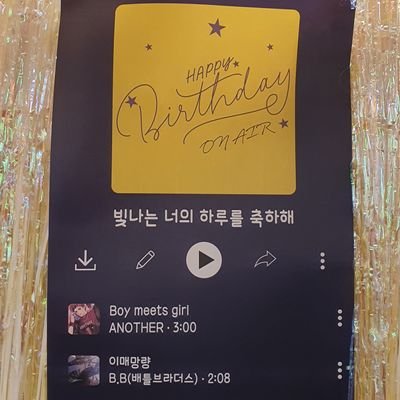 HAPPY
Birthday
ON AIR
빛나는 너의 하루를 축하해
Boy meets girl
ANOTHER · 3:00
이매망량
B.B(배틀브라더스) · 2:08